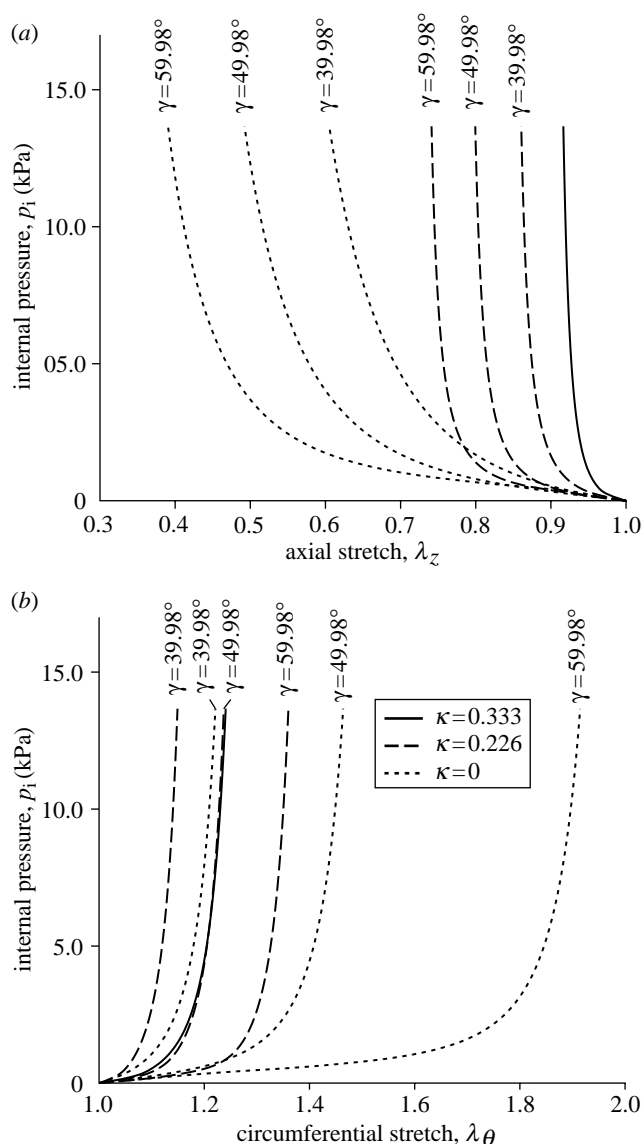 (a)
γ=59.98°
γ=49.98°
γ=39.98°
γ=59.98°
γ=49.98°
γ=39.98°
15.0
10.0
05.0
0
internal pressure, pᵢ (kPa)
0.3 0.4 0.5 0.6 0.7 0.8 0.9 1.0
axial stretch, λ_z
(b)
γ=39.98°
γ=39.98°
γ=49.98°
γ=59.98°
γ=49.98°
γ=59.98°
κ=0.333
κ=0.226
κ=0
15.0
10.0
5.0
0
internal pressure, pᵢ (kPa)
1.0 1.2 1.4 1.6 1.8 2.0
circumferential stretch, λ_θ